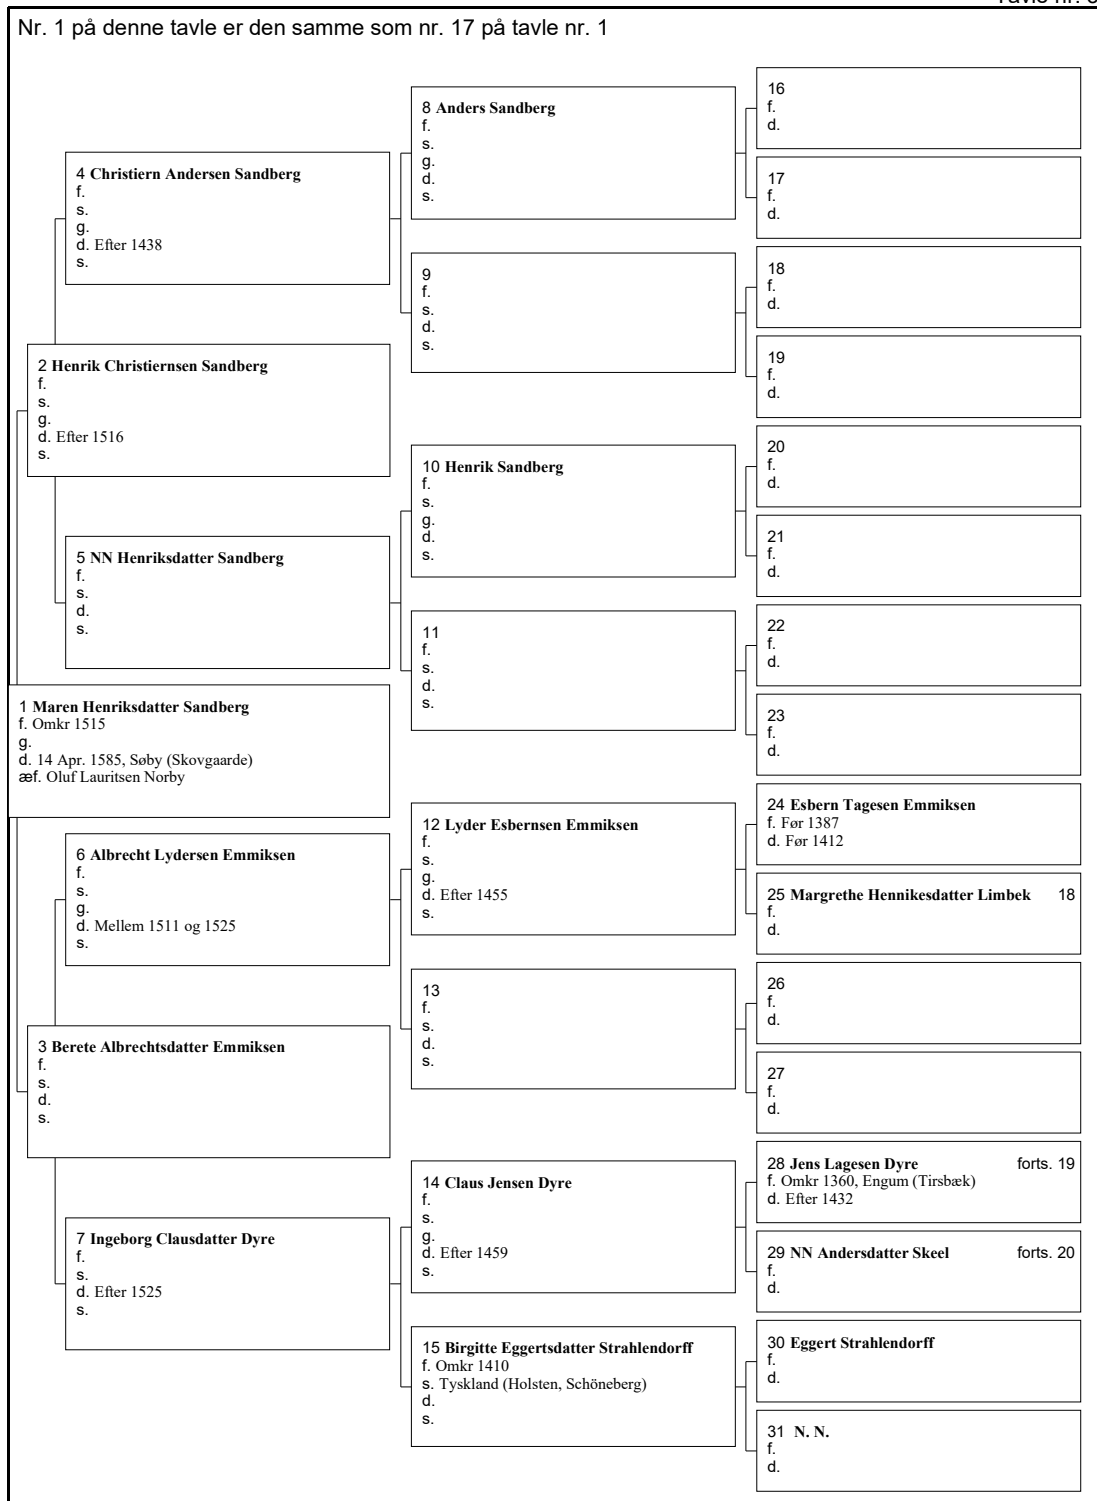 Nr. 1 på denne tavle er den samme som nr. 17 på tavle nr. 1
8 Anders Sandberg
f.
s.
g.
d.
s.
16
f.
d.
17
f.
d.
4 Christiern Andersen Sandberg
f.
s.
g.
d. Efter 1438
s.
9
f.
s.
d.
s.
18
f.
d.
19
f.
d.
2 Henrik Christiernsen Sandberg
f.
s.
g.
d. Efter 1516
s.
10 Henrik Sandberg
f.
s.
g.
d.
s.
20
f.
d.
21
f.
d.
5 NN Henriksdatter Sandberg
f.
s.
d.
s.
11
f.
s.
d.
s.
22
f.
d.
23
f.
d.
1 Maren Henriksdatter Sandberg
f. Omkr 1515
g.
d. 14 Apr. 1585, Søby (Skovgaarde)
æf. Oluf Lauritsen Norby
12 Lyder Esbernsen Emmiksen
f.
s.
g.
d. Efter 1455
s.
24 Esbern Tagesen Emmiksen
f. Før 1387
d. Før 1412
25 Margrethe Hennikesdatter Limbek 18
f.
d.
6 Albrecht Lydersen Emmiksen
f.
s.
g.
d. Mellem 1511 og 1525
s.
13
f.
s.
d.
s.
26
f.
d.
27
f.
d.
3 Berete Albrechtsdatter Emmiksen
f.
s.
d.
s.
14 Claus Jensen Dyre
f.
s.
g.
d. Efter 1459
s.
28 Jens Lagesen Dyre forts. 19
f. Omkr 1360, Engum (Tirsbæk)
d. Efter 1432
29 NN Andersdatter Skeel forts. 20
f.
d.
7 Ingeborg Clausdatter Dyre
f.
s.
d. Efter 1525
s.
15 Birgitte Eggertsdatter Strahlendorff
f. Omkr 1410
s. Tyskland (Holsten, Schöneberg)
d.
s.
30 Eggert Strahlendorff
f.
d.
31 N. N.
f.
d.